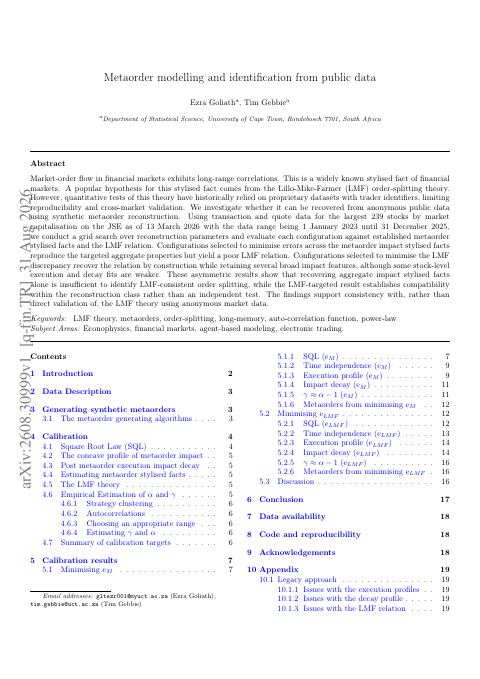 Metaorder modelling and identification from public data
Ezra Goliathᵃ, Tim Gebbieᵃ
ᵃDepartment of Statistical Science, University of Cape Town, Rondebosch 7701, South Africa
Abstract
Market-order flow in financial markets exhibits long-range correlations. This is a widely known stylised fact of financial
markets. A popular hypothesis for this stylised fact comes from the Lillo-Mike-Farmer (LMF) order-splitting theory.
However, quantitative tests of this theory have historically relied on proprietary datasets with trader identifiers, limiting
reproducibility and cross-market validation. We investigate whether it can be recovered from anonymous public data
using synthetic metaorder reconstruction. Using transaction and quote data for the largest 239 stocks by market
capitalisation on the JSE as of 13 March 2026 with the data range being 1 January 2023 until 31 December 2025,
we conduct a grid search over reconstruction parameters and evaluate each configuration against established metaorder
stylised facts and the LMF relation. Configurations selected to minimise errors across the metaorder impact stylised facts
reproduce the targeted aggregate properties but yield a poor LMF relation. Configurations selected to minimise the LMF
discrepancy recover the relation by construction while retaining several broad impact features, although some stock-level
execution and decay fits are weaker. These asymmetric results show that recovering aggregate impact stylised facts
alone is insufficient to identify LMF-consistent order splitting, while the LMF-targeted result establishes compatibility
within the reconstruction class rather than an independent test. The findings support consistency with, rather than
direct validation of, the LMF theory using anonymous market data.
Keywords: LMF theory, metaorders, order-splitting, long-memory, auto-correlation function, power-law
Subject Areas: Econophysics, financial markets, agent-based modeling, electronic trading.
Contents
1 Introduction 2
2 Data Description 3
3 Generating synthetic metaorders 3
3.1 The metaorder generating algorithms . . . . 3
4 Calibration 4
4.1 Square Root Law (SQL) . . . . . . . . . . . 4
4.2 The concave profile of metaorder impact . . 5
4.3 Post metaorder execution impact decay . . 5
4.4 Estimating metaorder stylised facts . . . . . 5
4.5 The LMF theory . . . . . . . . . . . . . . . 5
4.6 Empirical Estimation of α and γ . . . . . . 5
4.6.1 Strategy clustering . . . . . . . . . . 6
4.6.2 Autocorrelations . . . . . . . . . . . 6
4.6.3 Choosing an appropriate range . . . 6
4.6.4 Estimating γ and α . . . . . . . . . 6
4.7 Summary of calibration targets . . . . . . . 6
5 Calibration results 7
5.1 Minimising e_M . . . . . . . . . . . . . . . 7
5.1.1 SQL (e_M) . . . . . . . . . . . . . . 7
5.1.2 Time independence (e_M) . . . . . . 9
5.1.3 Execution profile (e_M) . . . . . . . 9
5.1.4 Impact decay (e_M) . . . . . . . . . 11
5.1.5 γ ≈ α − 1 (e_M) . . . . . . . . . . . 11
5.1.6 Metaorders from minimising e_M . . 12
5.2 Minimising e_LMF . . . . . . . . . . . . . . 12
5.2.1 SQL (e_LMF) . . . . . . . . . . . . . 12
5.2.2 Time independence (e_LMF) . . . . . 13
5.2.3 Execution profile (e_LMF) . . . . . . 14
5.2.4 Impact decay (e_LMF) . . . . . . . . 14
5.2.5 γ ≈ α − 1 (e_LMF) . . . . . . . . . . 16
5.2.6 Metaorders from minimising e_LMF . 16
5.3 Discussion . . . . . . . . . . . . . . . . . . 16
6 Conclusion 17
7 Data availability 18
8 Code and reproducibility 18
9 Acknowledgements 18
10 Appendix 19
10.1 Legacy approach . . . . . . . . . . . . . . . 19
10.1.1 Issues with the execution profiles . . 19
10.1.2 Issues with the decay profile . . . . . 19
10.1.3 Issues with the LMF relation . . . . 19
Email addresses: gltezr001@myuct.ac.za (Ezra Goliath),
tim.gebbie@uct.ac.za (Tim Gebbie)
arXiv:2608.30999v1 [q-fin.TR] 31 Aug 2026